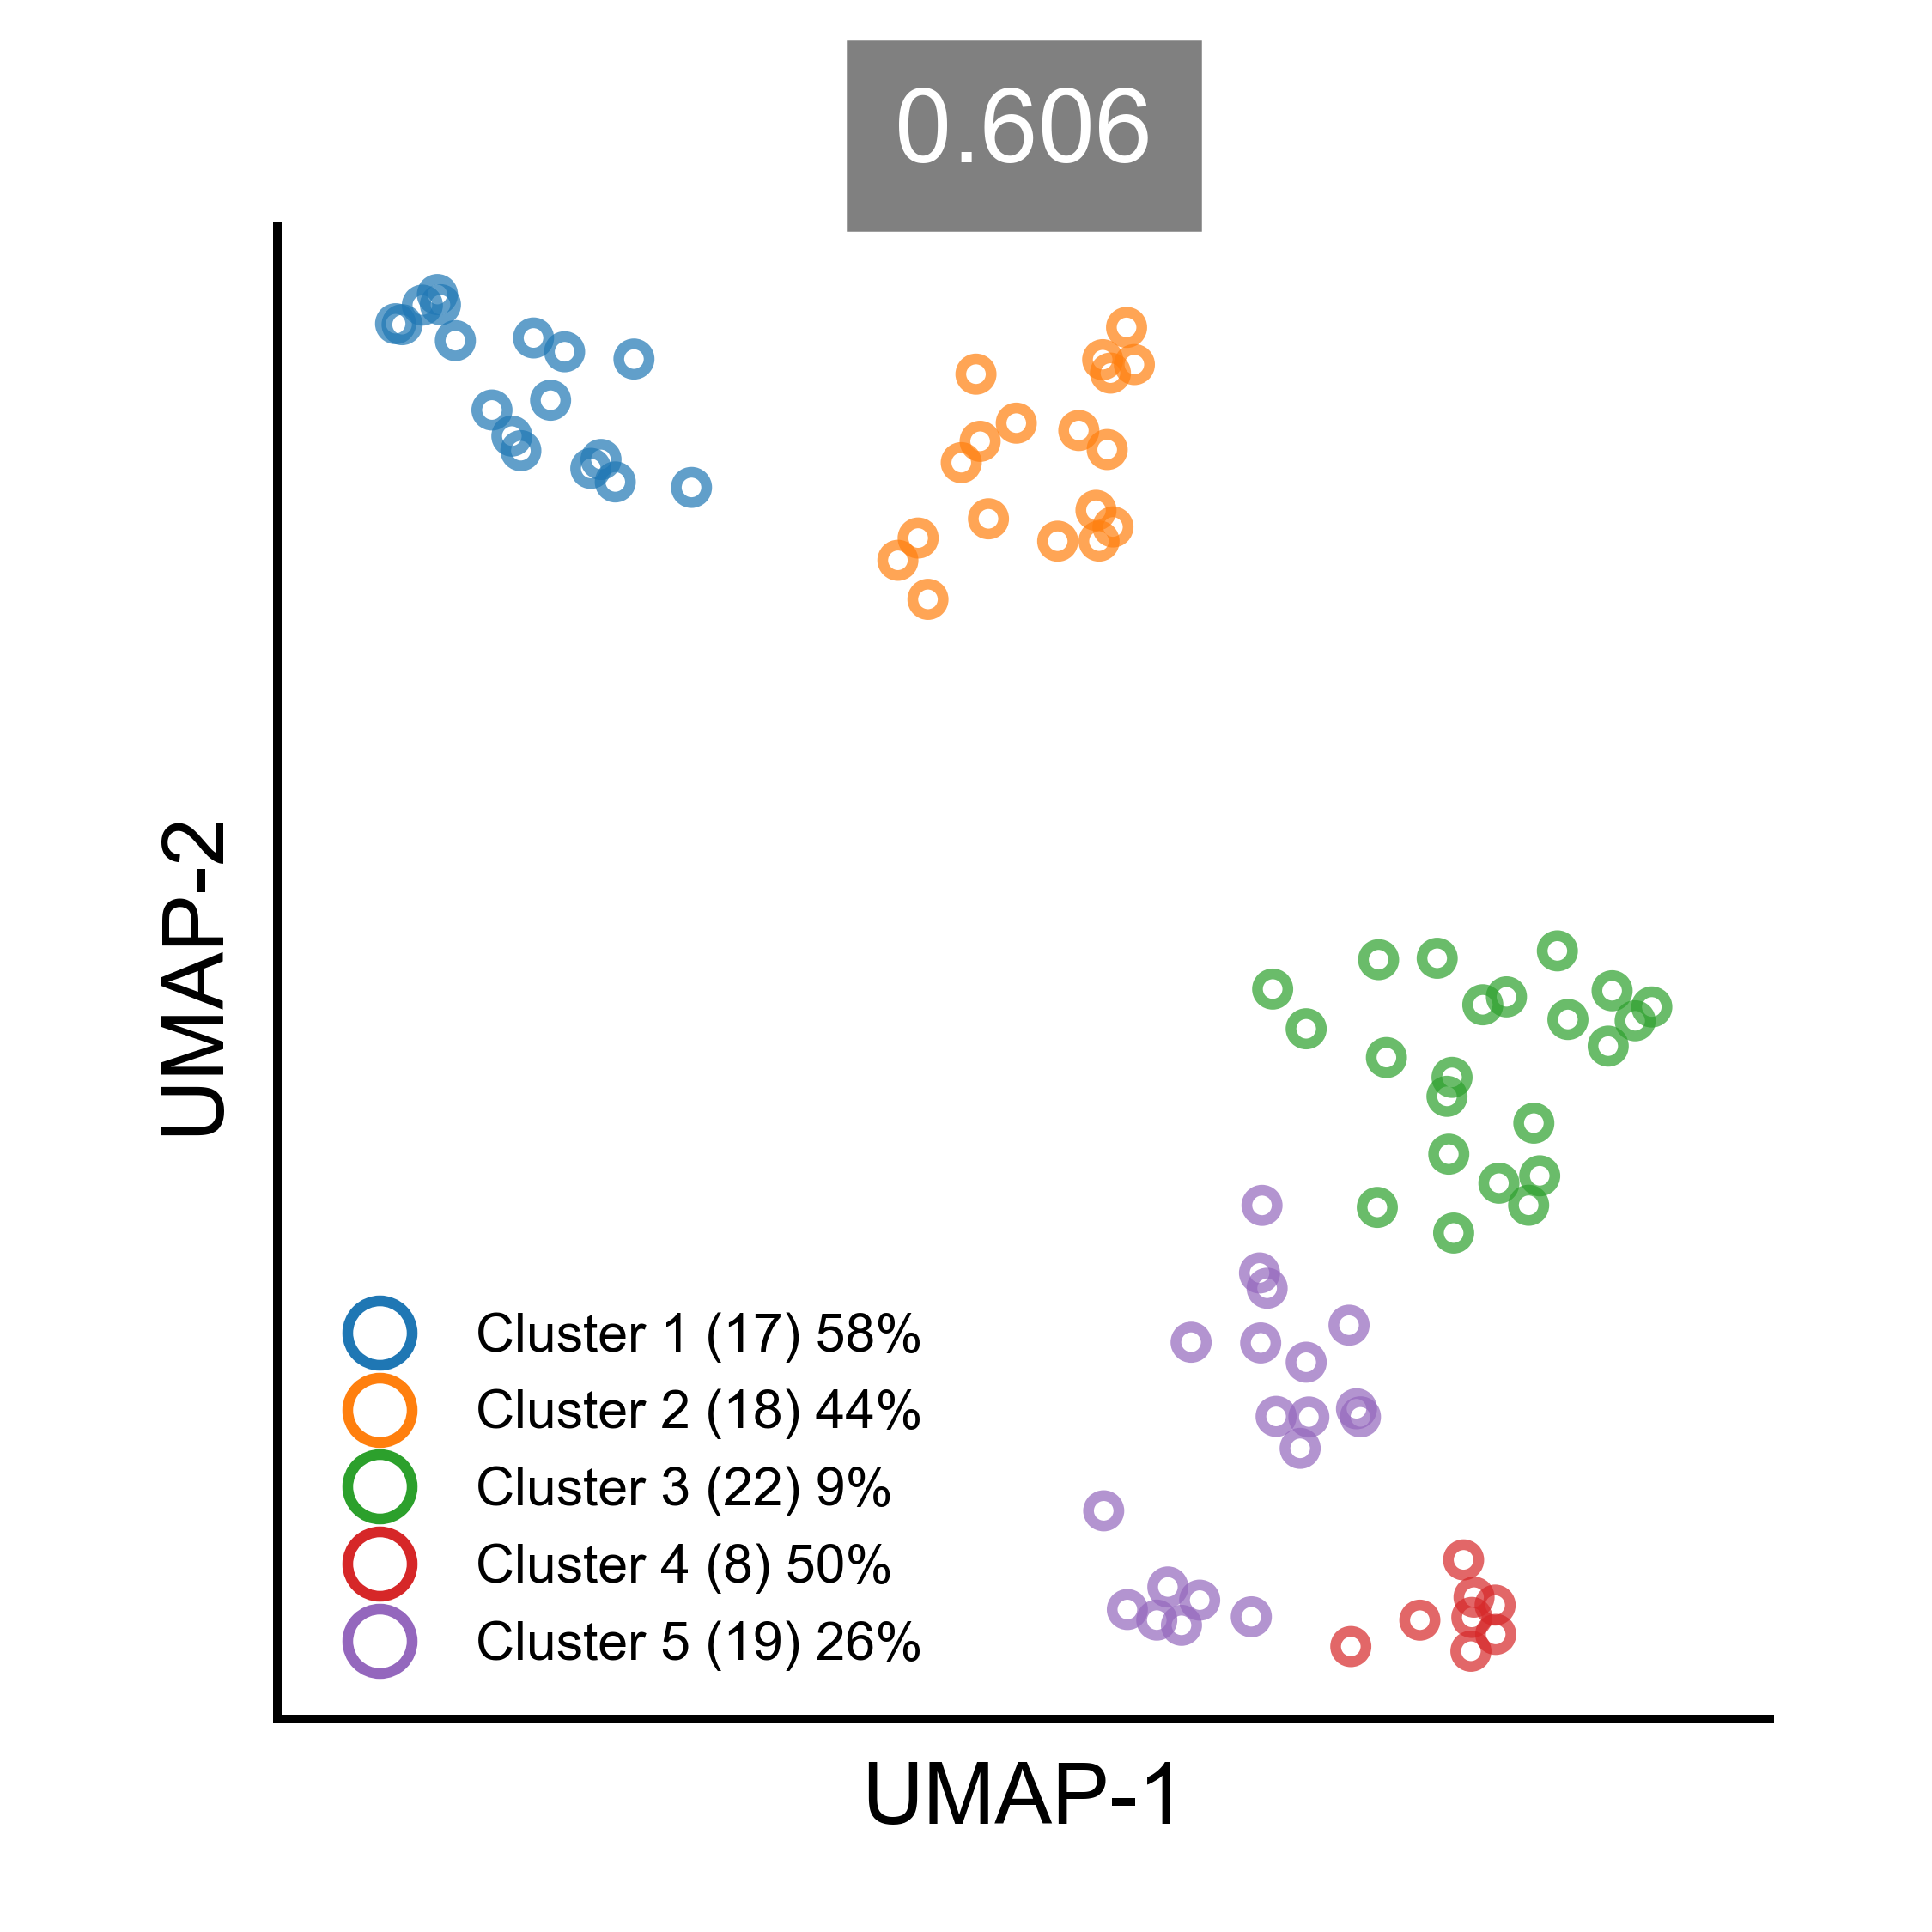 0.606
UMAP-2
Cluster 1 (17) 58%
Cluster 2 (18) 44%
Cluster 3 (22) 9%
Cluster 4 (8) 50%
Cluster 5 (19) 26%
UMAP-1